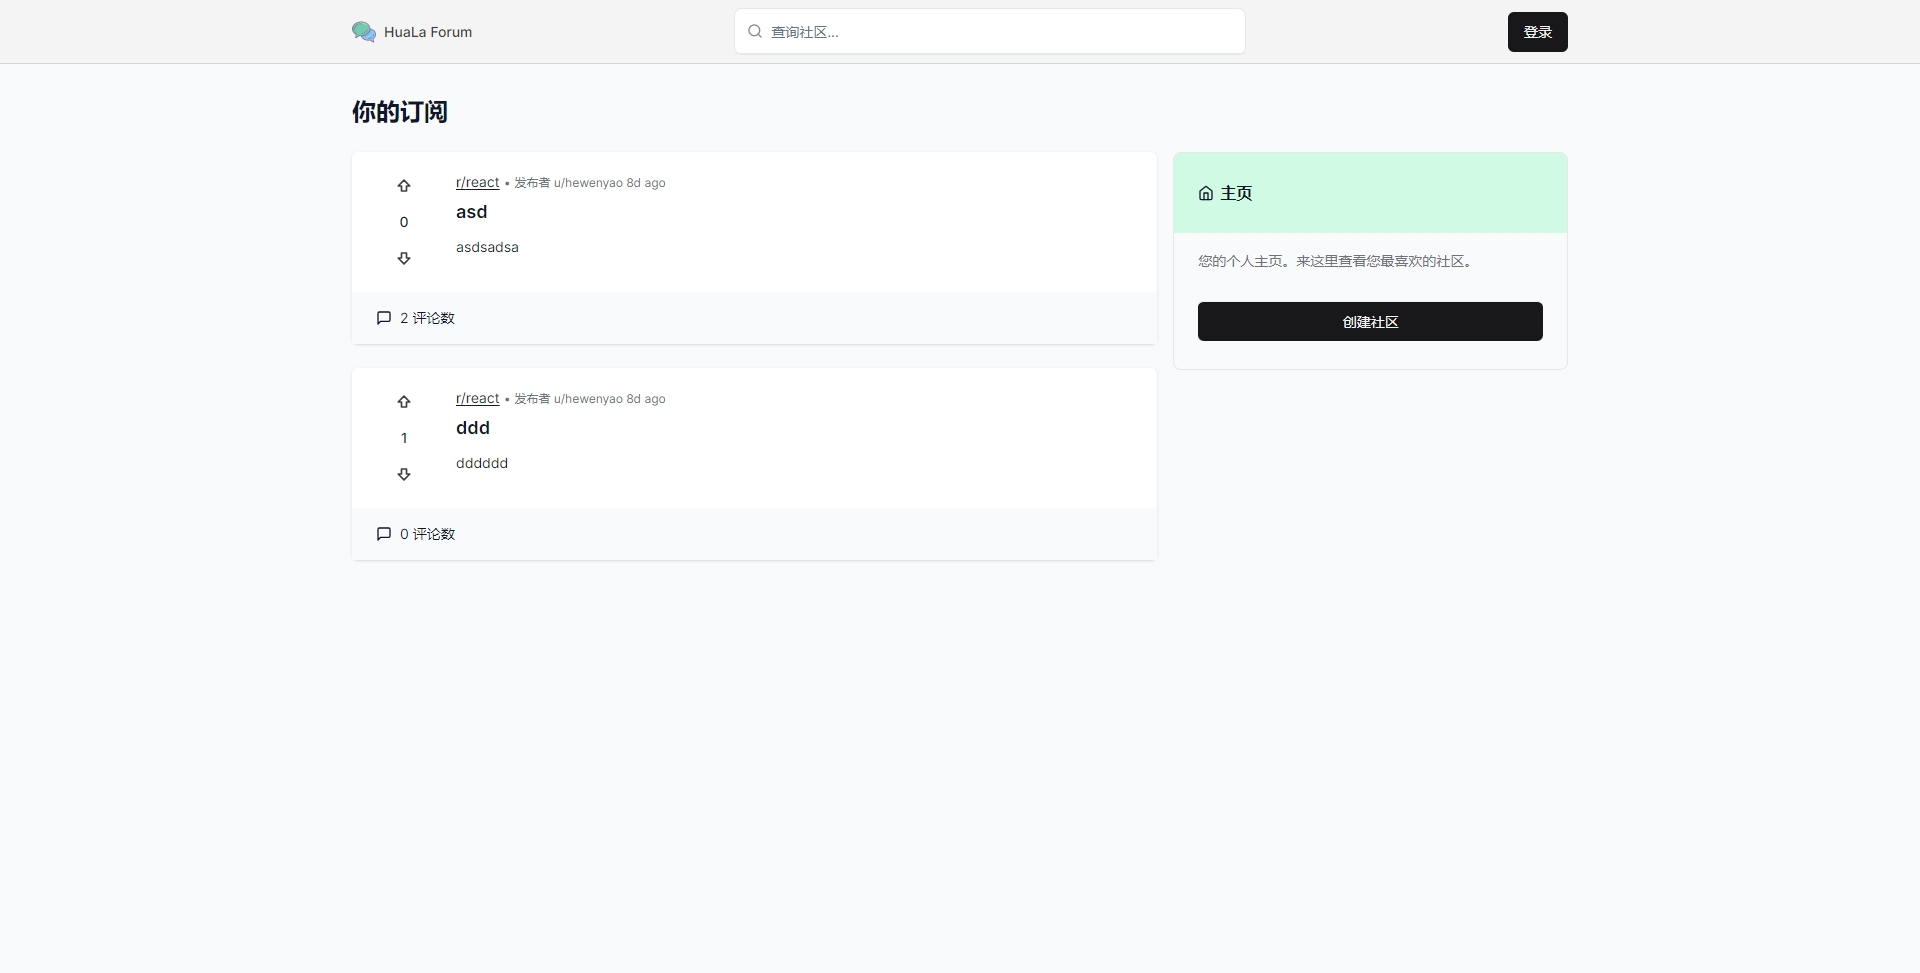 HuaLa Forum
查询社区...
登录
你的订阅
r/react • 发布者 u/hewenyao 8d ago
0
asd
asdsadsa
2 评论数
r/react • 发布者 u/hewenyao 8d ago
1
ddd
dddddd
0 评论数
主页
您的个人主页。来这里查看您最喜欢的社区。
创建社区